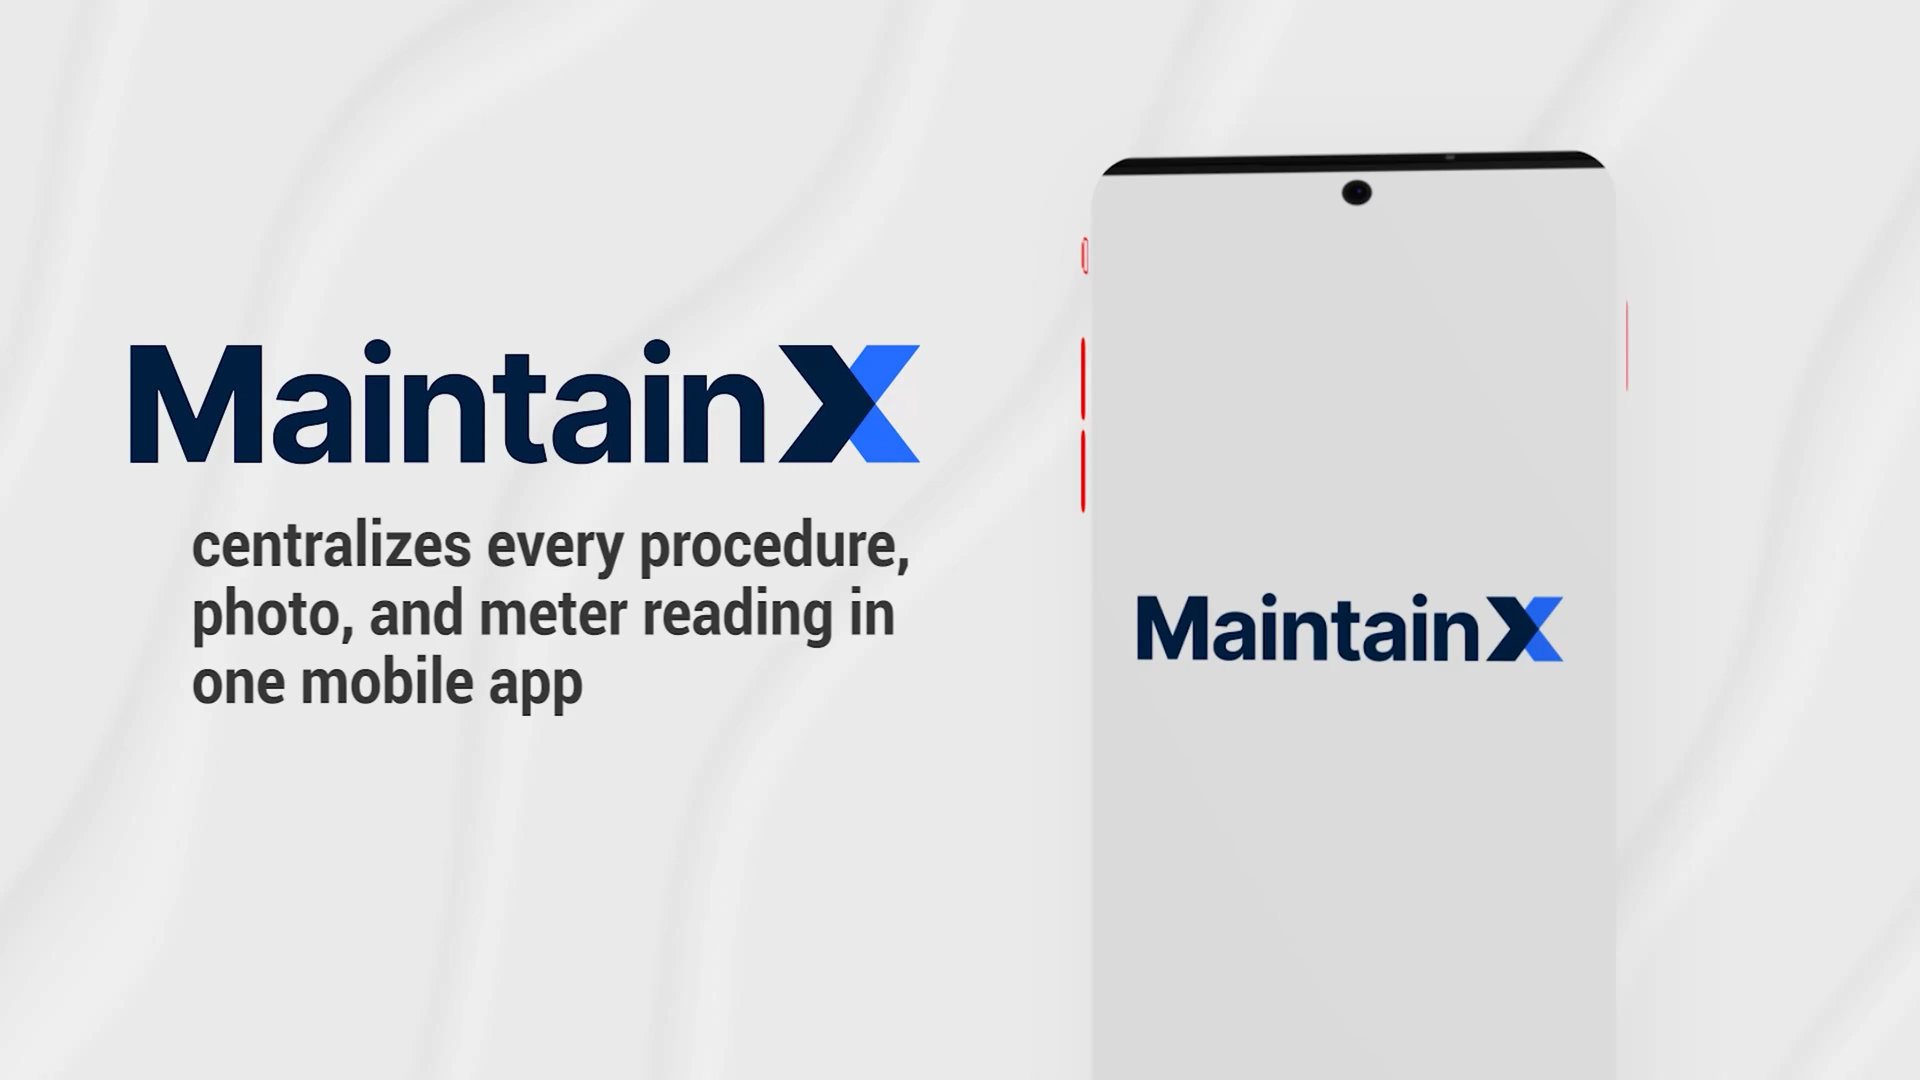 MaintainX
centralizes every procedure,
photo, and meter reading in
one mobile app
MaintainX